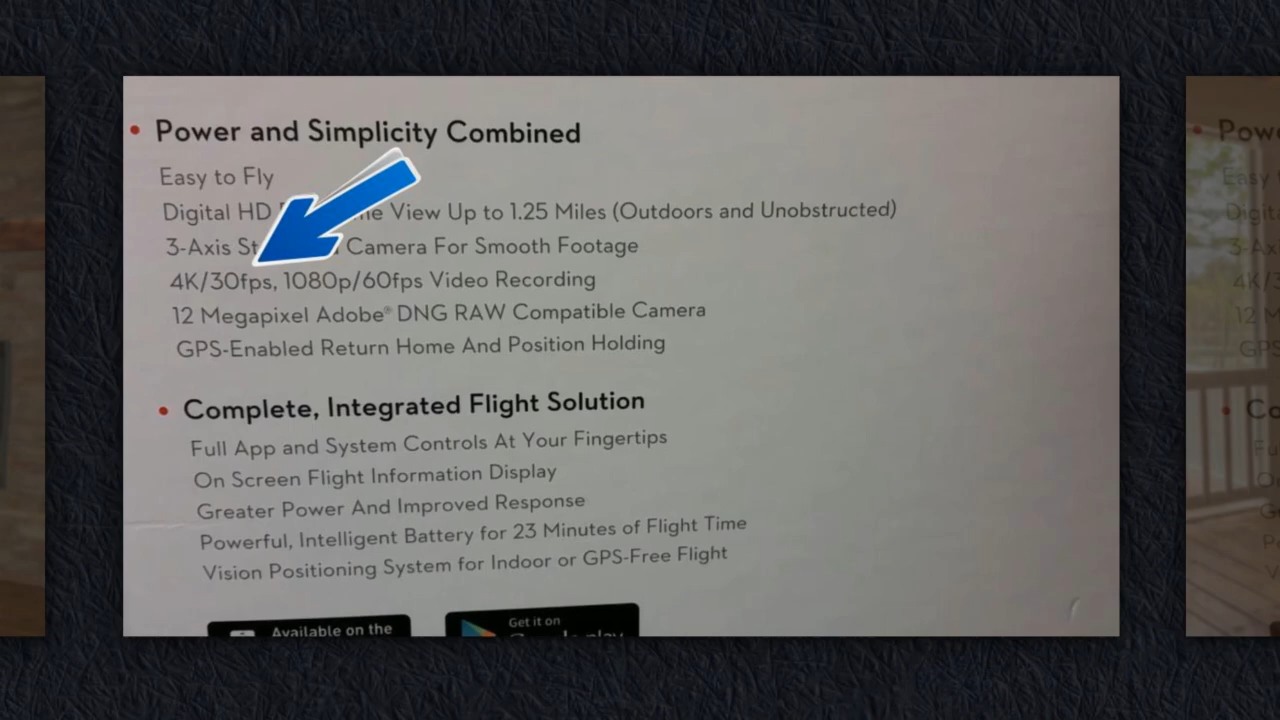 Power and Simplicity Combined
Easy to Fly
Digital HD View Up to 1.25 Miles (Outdoors and Unobstructed)
3-Axis Camera For Smooth Footage
4K/30fps, 1080p/60fps Video Recording
12 Megapixel Adobe® DNG RAW Compatible Camera
GPS-Enabled Return Home And Position Holding
Complete, Integrated Flight Solution
Full App and System Controls At Your Fingertips
On Screen Flight Information Display
Greater Power And Improved Response
Powerful, Intelligent Battery for 23 Minutes of Flight Time
Vision Positioning System for Indoor or GPS-Free Flight
Available on the
Get it on